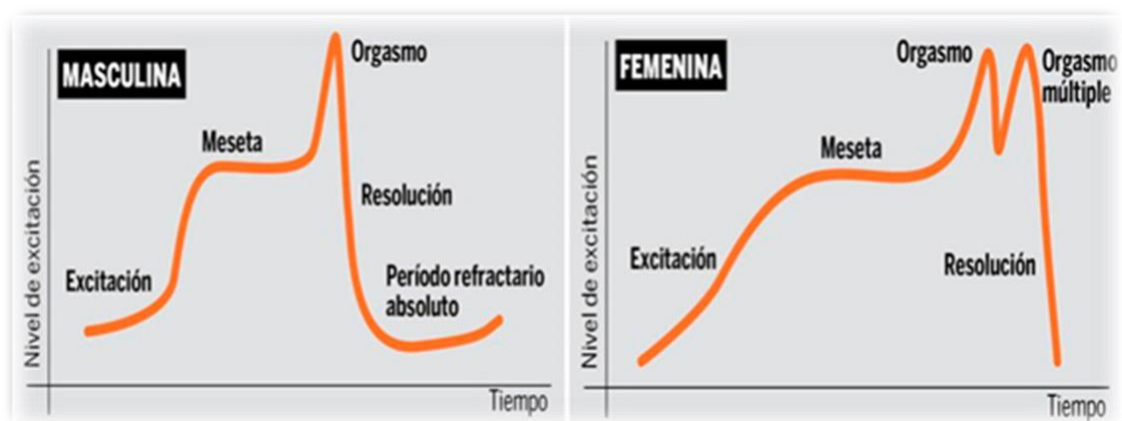 MASCULINA
Orgasmo
Meseta
Resolución
Excitación
Período refractario
absoluto
Nivel de excitación
Tiempo
FEMENINA
Orgasmo
Orgasmo
múltiple
Meseta
Excitación
Resolución
Nivel de excitación
Tiempo